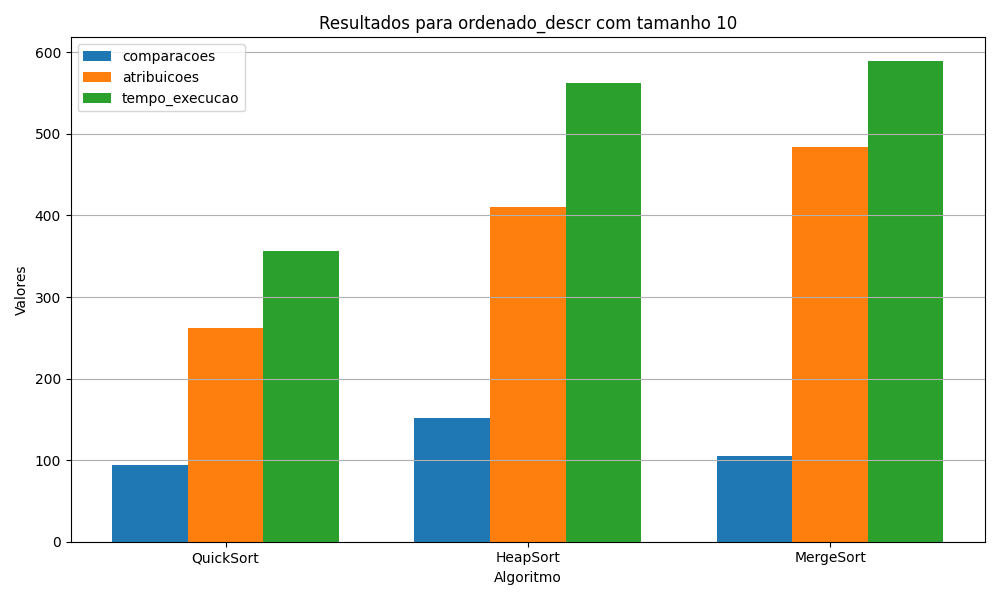 Resultados para ordenado_descr com tamanho 10
comparacoes
atribuicoes
tempo_execucao
600
500
400
300
200
100
0
Valores
QuickSort
HeapSort
MergeSort
Algoritmo